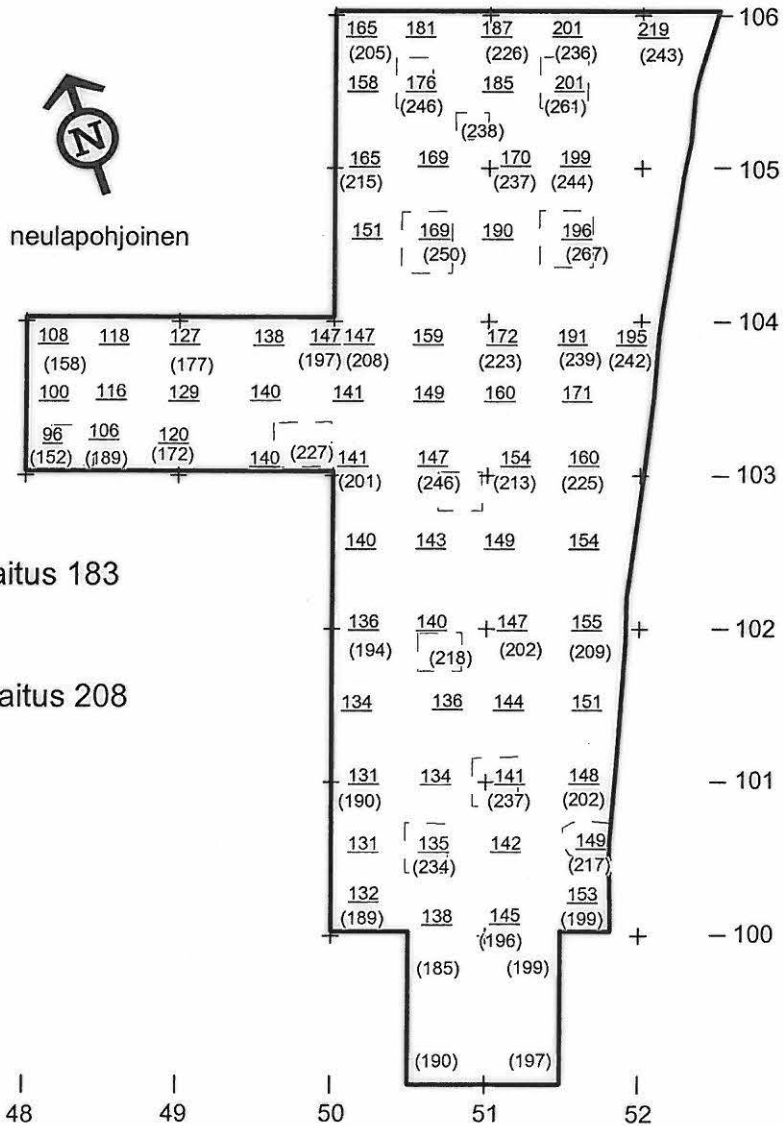 165 181 187 201 219 – 106
(205) (226) (236) (243)
158 176 185 201
(246) (261)
(238)
N
165 169 170 199 – 105
(215) (237) (244)
neulapohjoinen
151 169 190 196
(250) (267)
– 104
108 118 127 138 147 147 159 172 191 195
(158) (177) (197) (208) (223) (239) (242)
100 116 129 140 141 149 160 171
96 106 120 140 (227) 141 147 154 160
(152) (189) (172) (201) (246) (213) (225)
– 103
140 143 149 154
aitus 183
136 140 147 155 – 102
(194) (218) (202) (209)
aitus 208
134 136 144 151
131 134 141 148 – 101
(190) (237) (202)
131 135 142 149
(234) (217)
132 138 145 153
(189) (196) (199)
– 100
(185) (199)
(190) (197)
48 49 50 51 52